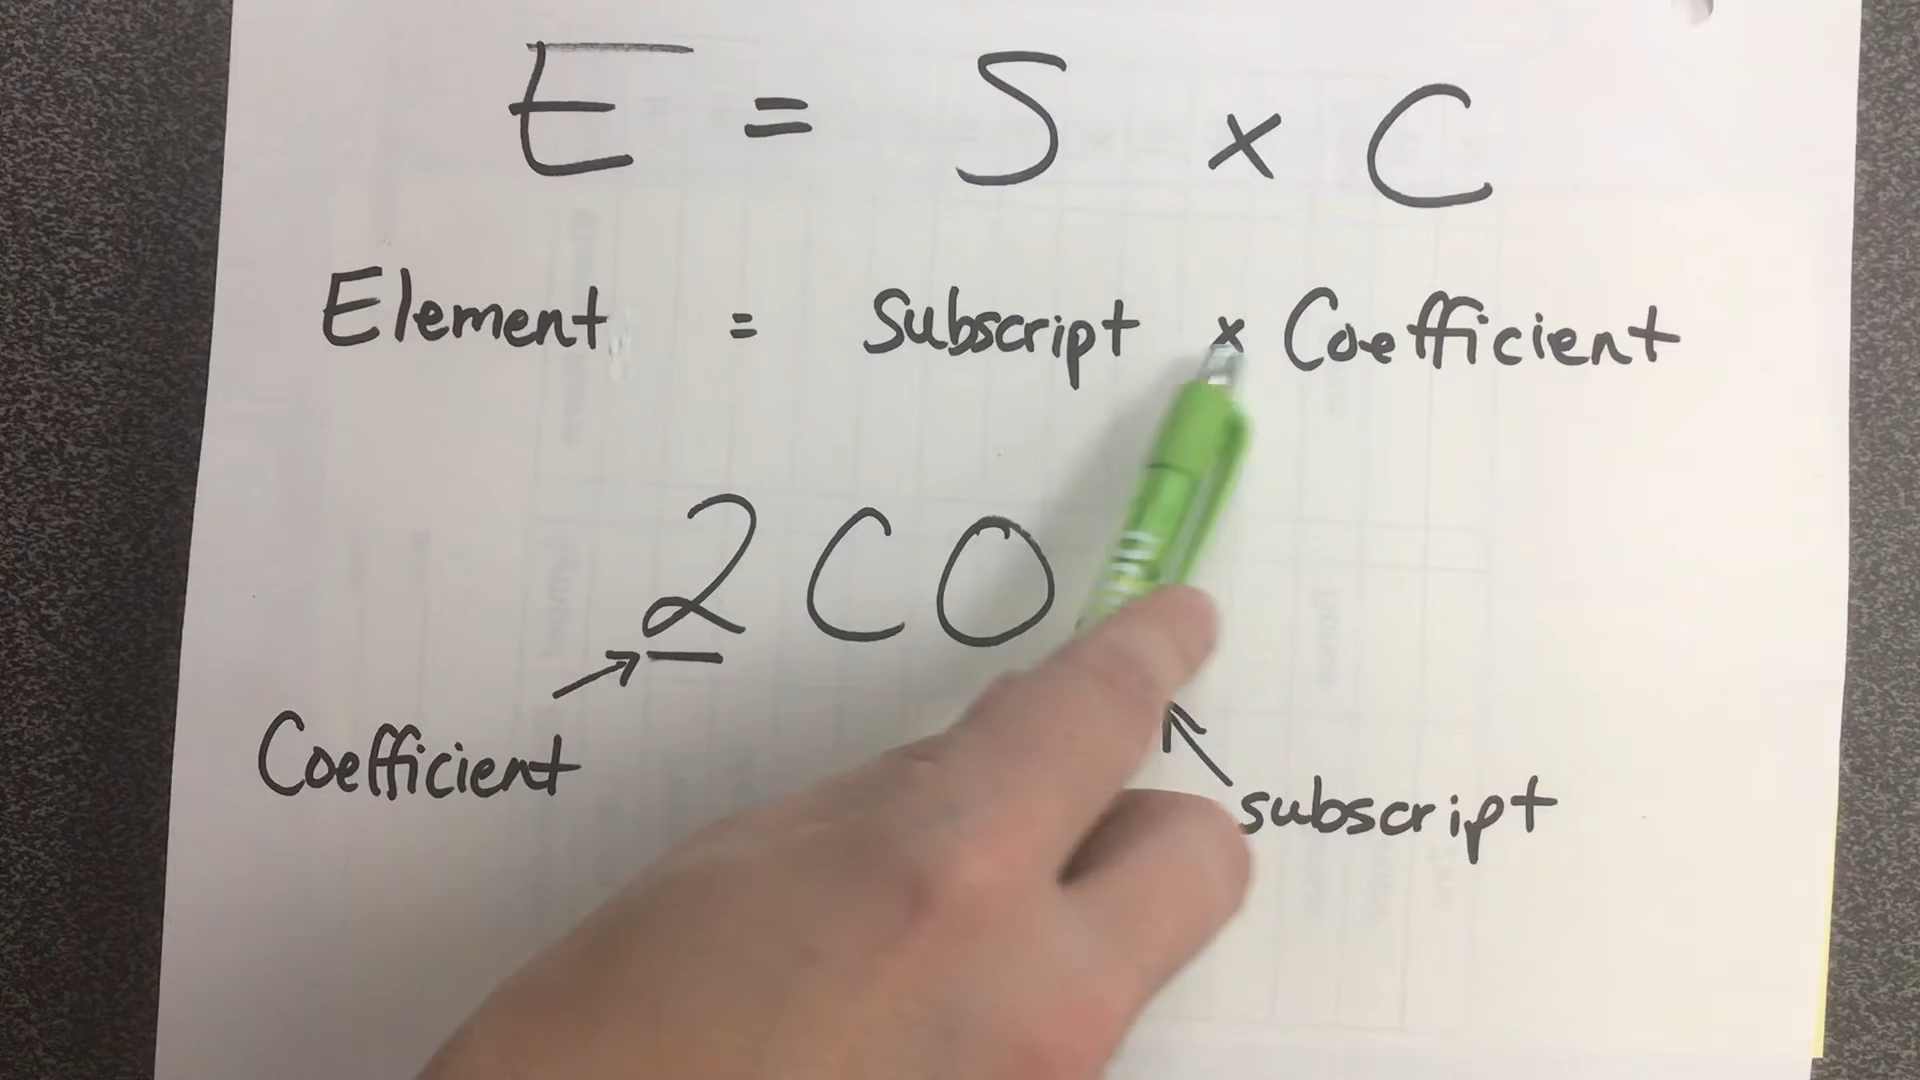 E = S x C
Element = Subscript x Coefficient
2CO
Coefficient
subscript